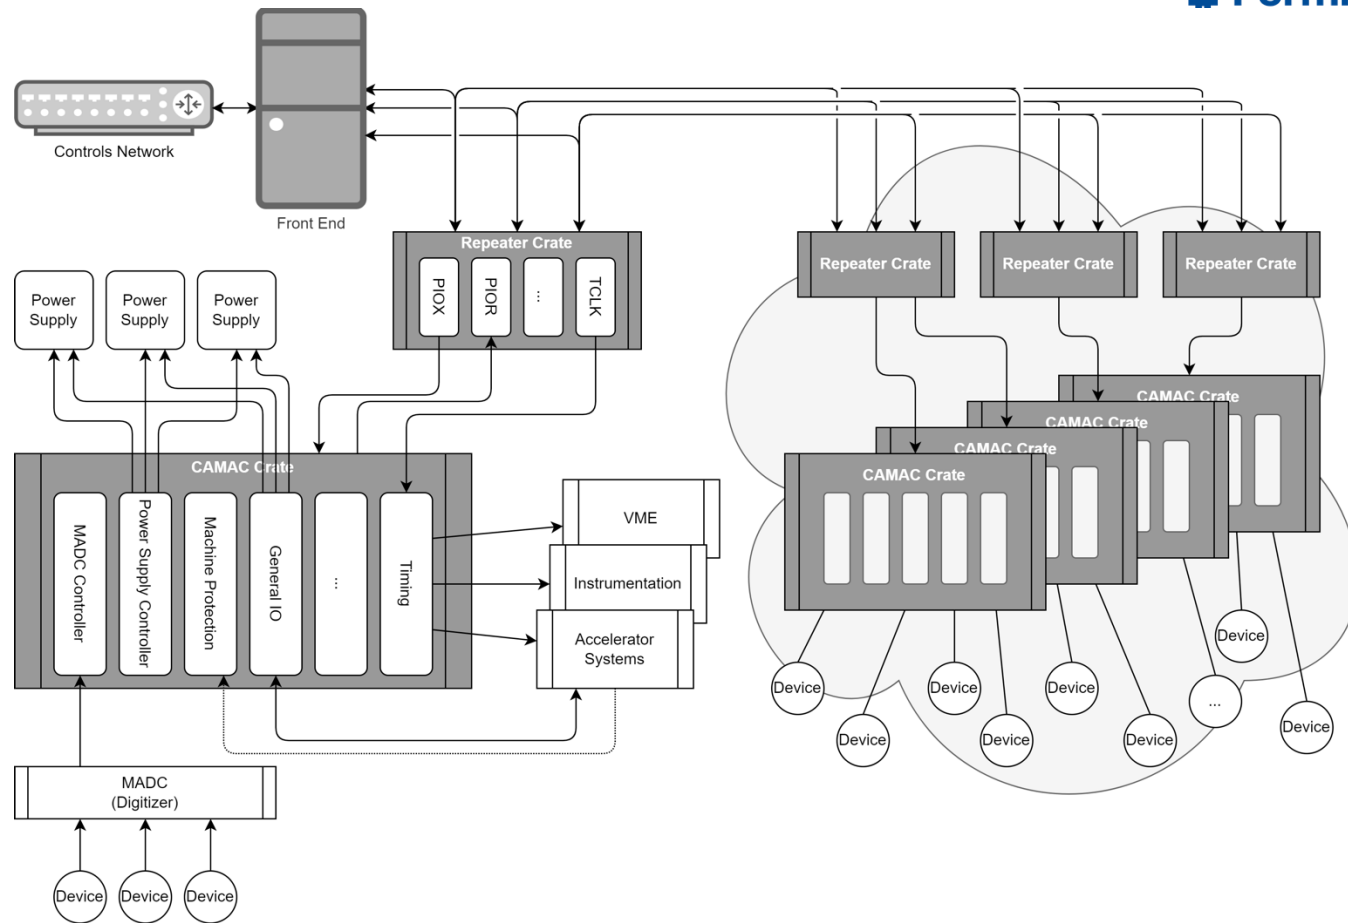 Controls Network
Front End
Repeater Crate
PIOX
PIOR
...
TCLK
Repeater Crate
Repeater Crate
Repeater Crate
Power
Supply
Power
Supply
Power
Supply
CAMAC Crate
MADC Controller
Power Supply Controller
Machine Protection
General IO
...
Timing
VME
Instrumentation
Accelerator
Systems
CAMAC Crate
CAMAC Crate
CAMAC Crate
CAMAC Crate
Device
Device
Device
Device
Device
Device
...
Device
Device
MADC
(Digitizer)
Device
Device
Device